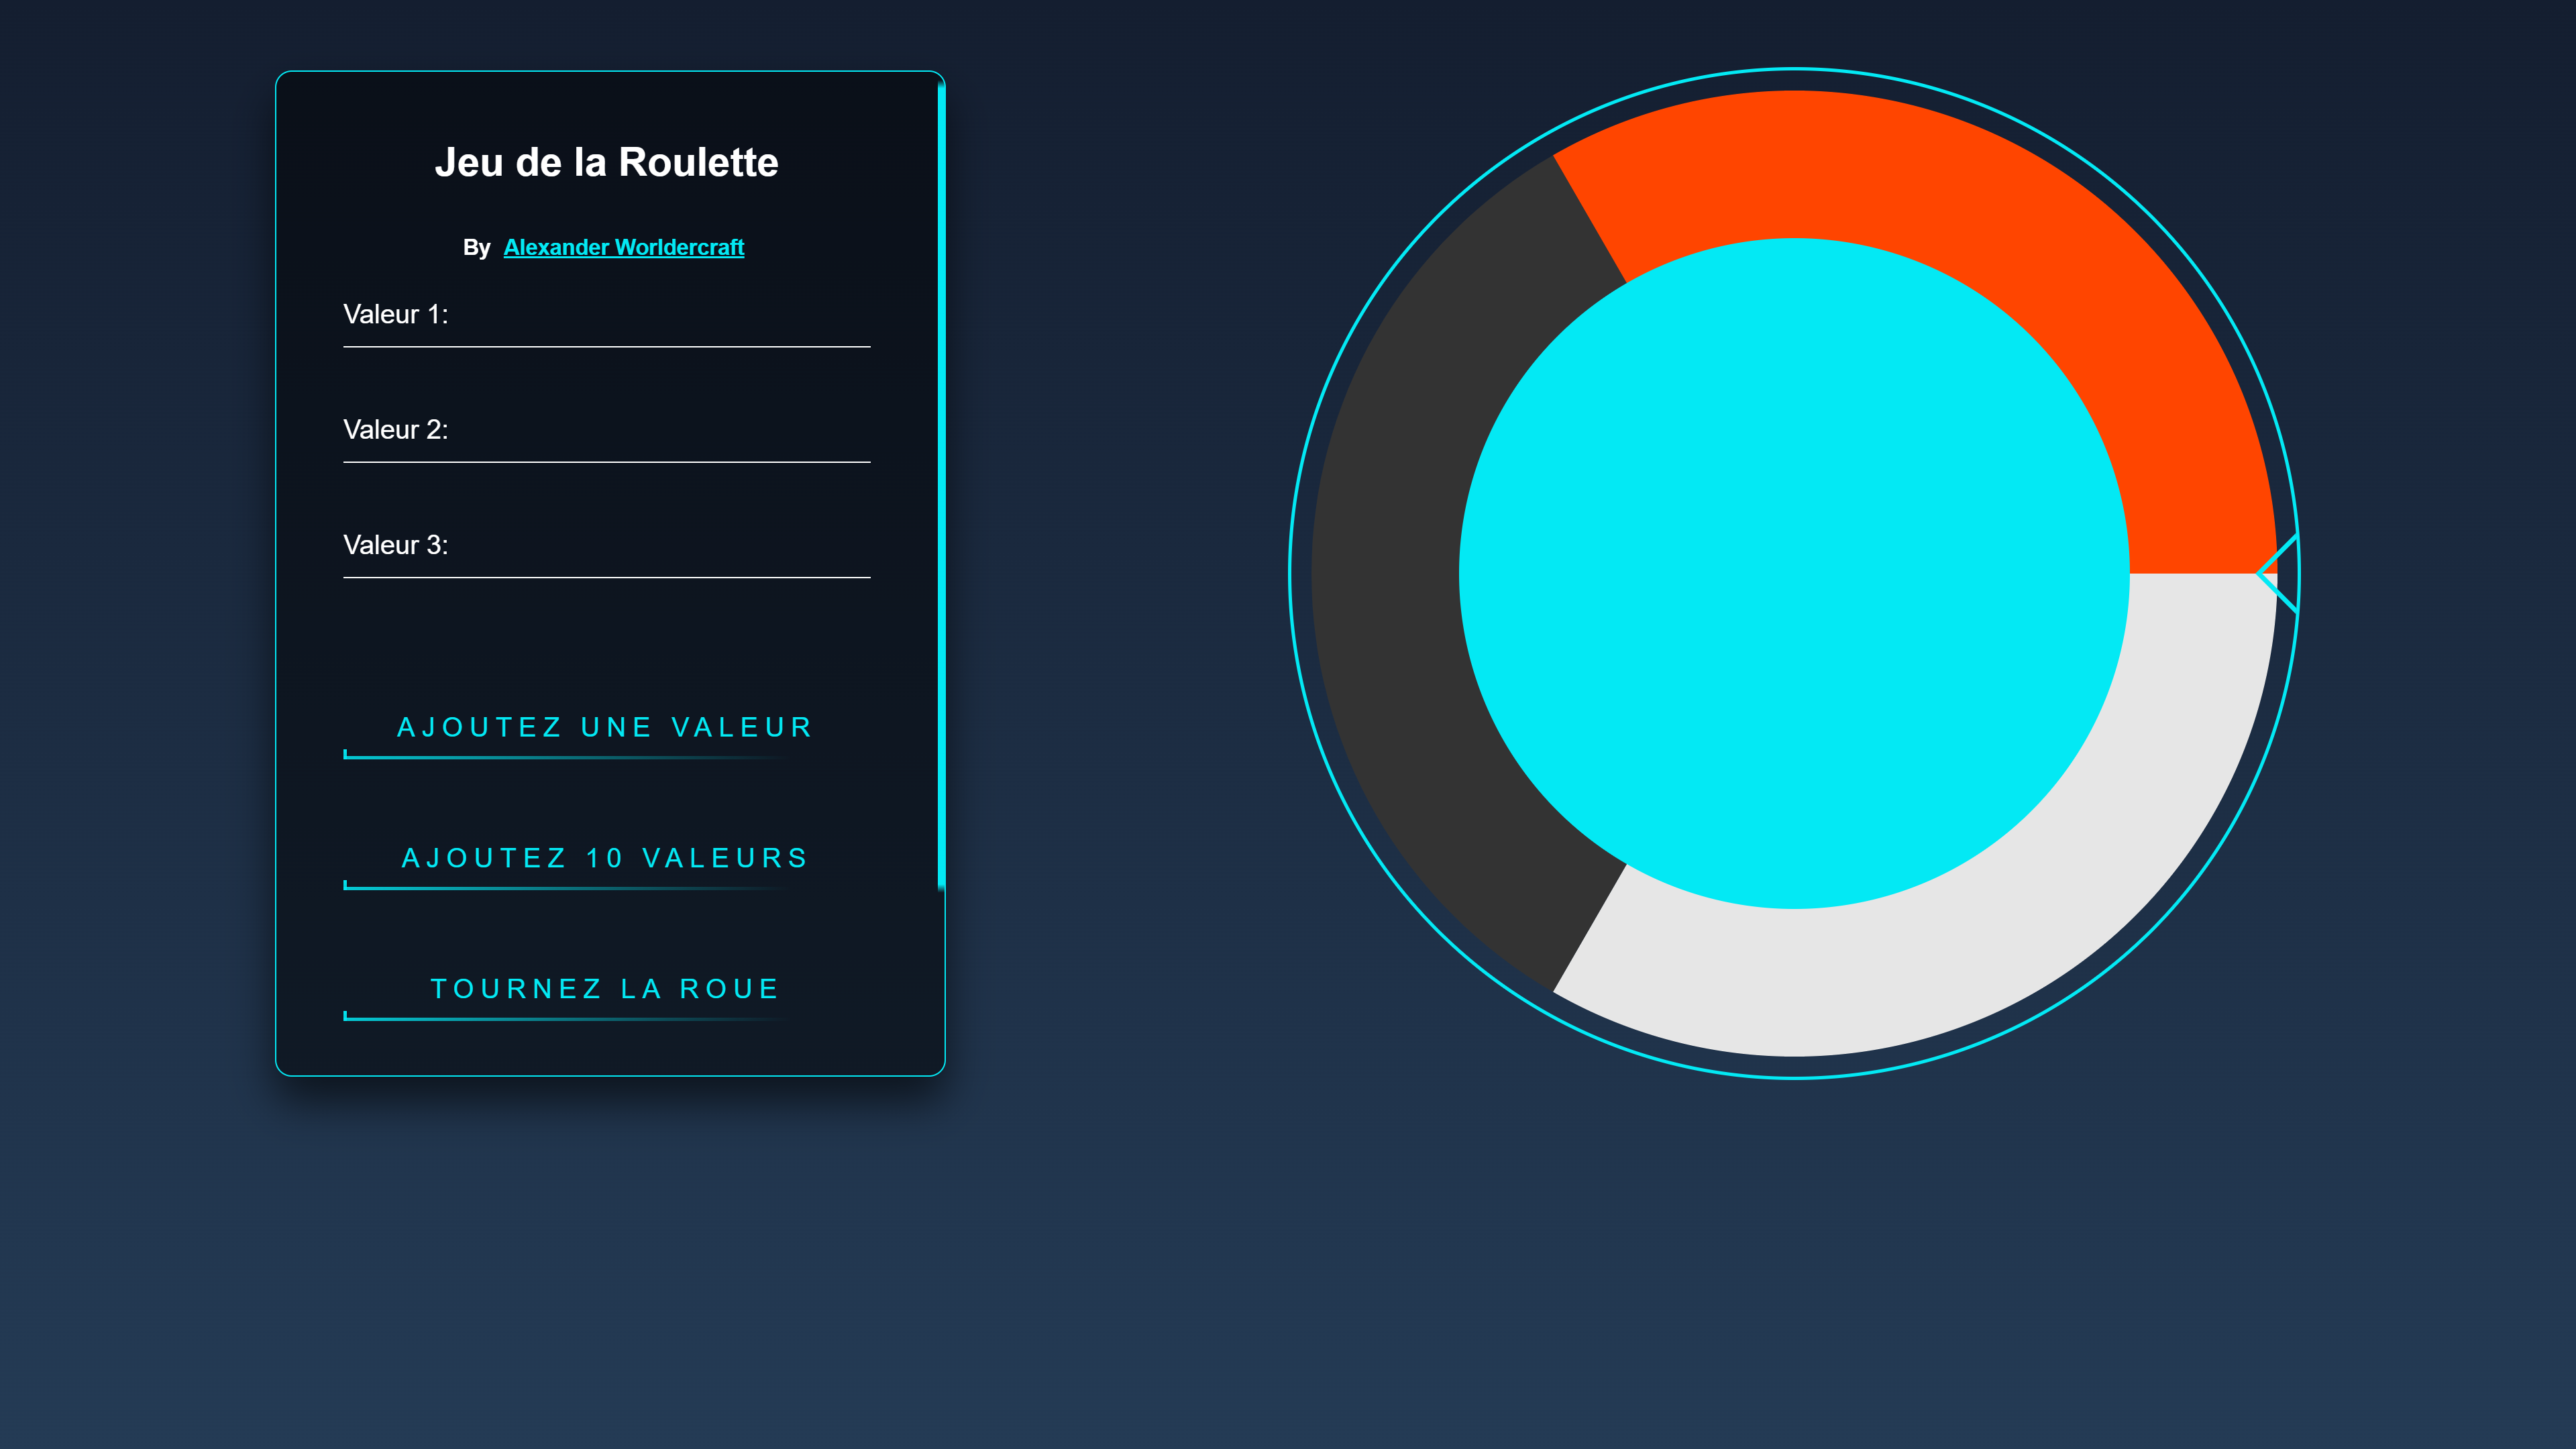 Jeu de la Roulette
By Alexander Worldercraft
Valeur 1:
Valeur 2:
Valeur 3:
AJOUTEZ UNE VALEUR
AJOUTEZ 10 VALEURS
TOURNEZ LA ROUE